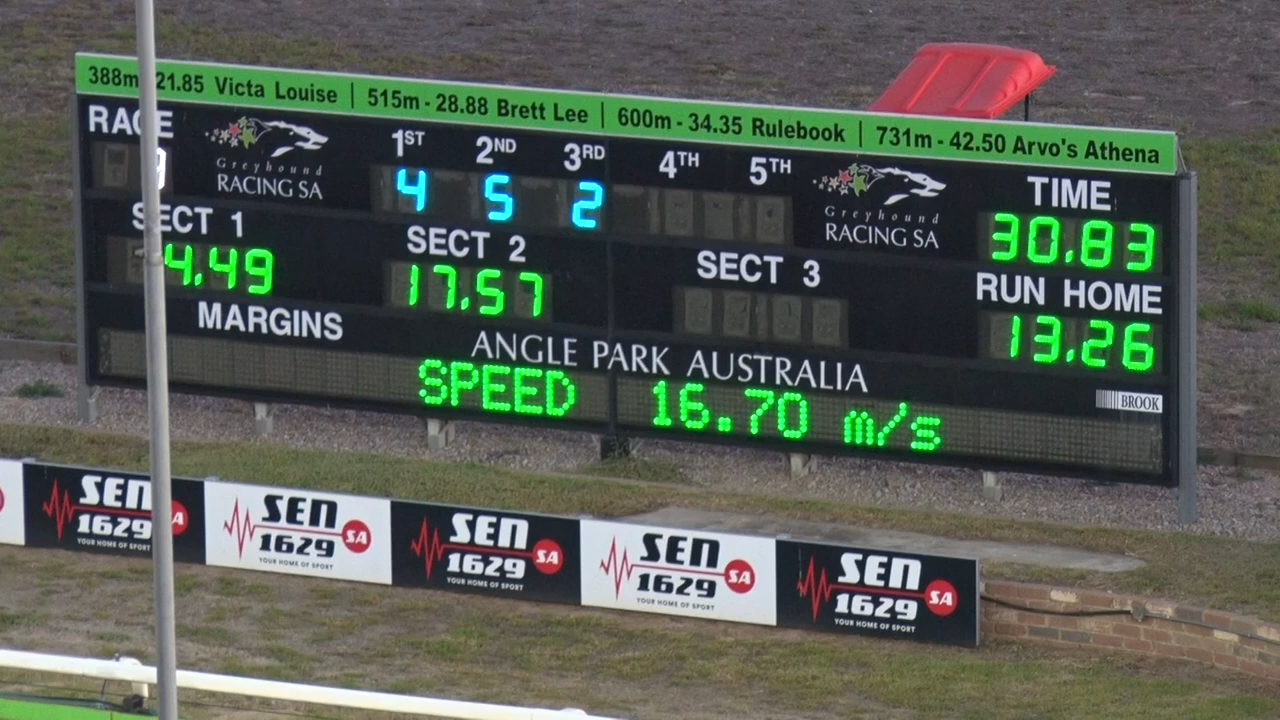 388m 21.85 Victa Louise | 515m - 28.88 Brett Lee | 600m - 34.35 Rulebook | 731m - 42.50 Arvo's Athena
RACE
Greyhound
RACING SA
1ST 2ND 3RD 4TH 5TH
4 5 2
Greyhound
RACING SA
TIME
30.83
SECT 1
4.49
SECT 2
17.57
SECT 3
RUN HOME
13.26
MARGINS
ANGLE PARK AUSTRALIA
SPEED 16.70 m/s
BROOK
SEN
1629
SA
YOUR HOME OF SPORT
SEN
1629
SA
YOUR HOME OF SPORT
SEN
1629
SA
YOUR HOME OF SPORT
SEN
1629
SA
YOUR HOME OF SPORT
SEN
1629
SA
YOUR HOME OF SPORT